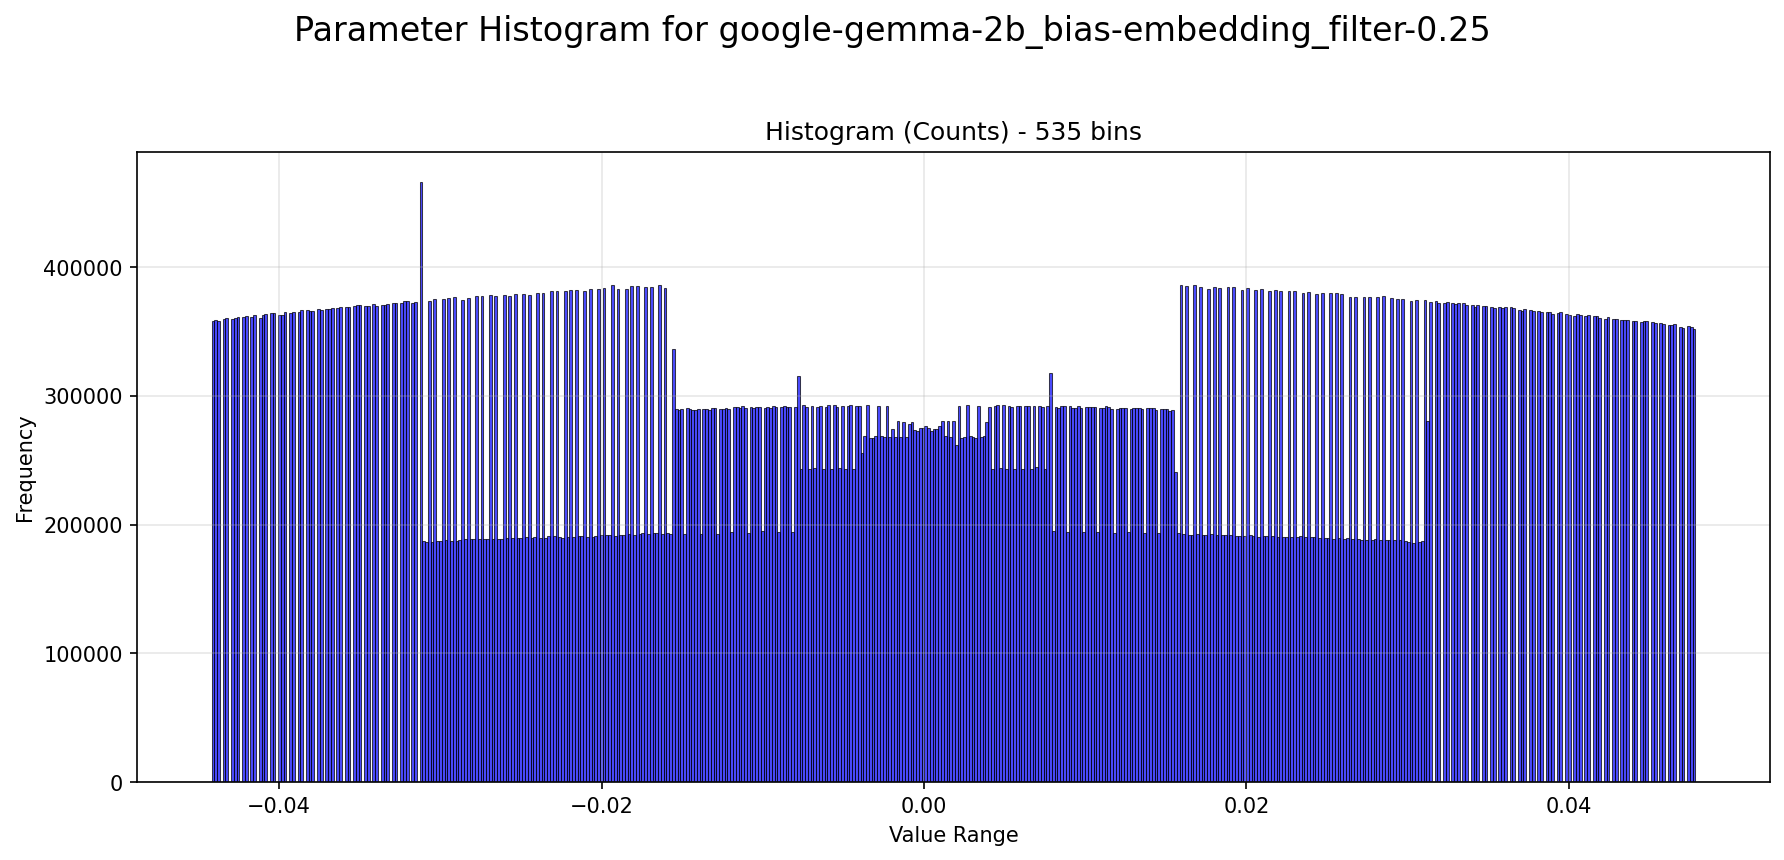 Parameter Histogram for google-gemma-2b_bias-embedding_filter-0.25
Histogram (Counts) - 535 bins
400000
300000
200000
100000
0
Frequency
−0.04
−0.02
0.00
0.02
0.04
Value Range